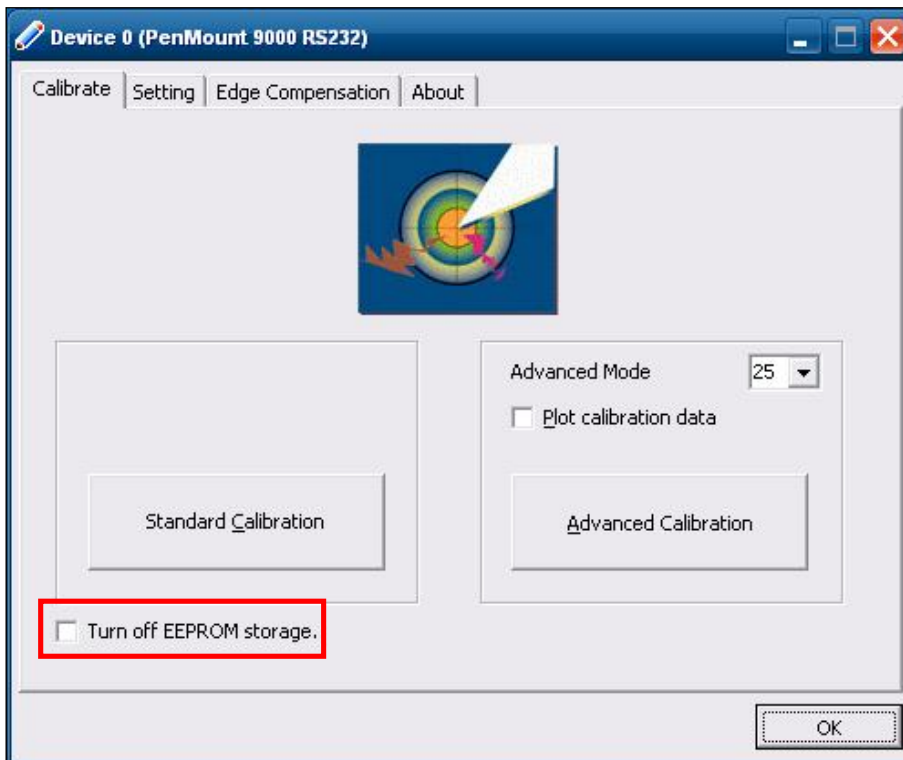 Device 0 (PenMount 9000 RS232)
Calibrate Setting Edge Compensation About
Advanced Mode 25
Plot calibration data
Standard Calibration
Advanced Calibration
Turn off EEPROM storage.
OK